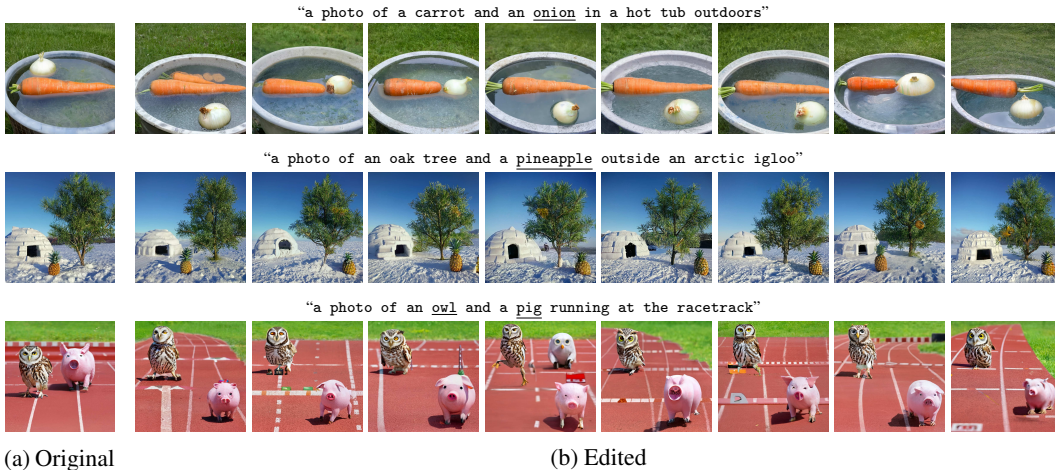 “a photo of a carrot and an onion in a hot tub outdoors”
“a photo of an oak tree and a pineapple outside an arctic igloo”
“a photo of an owl and a pig running at the racetrack”
(a) Original
(b) Edited